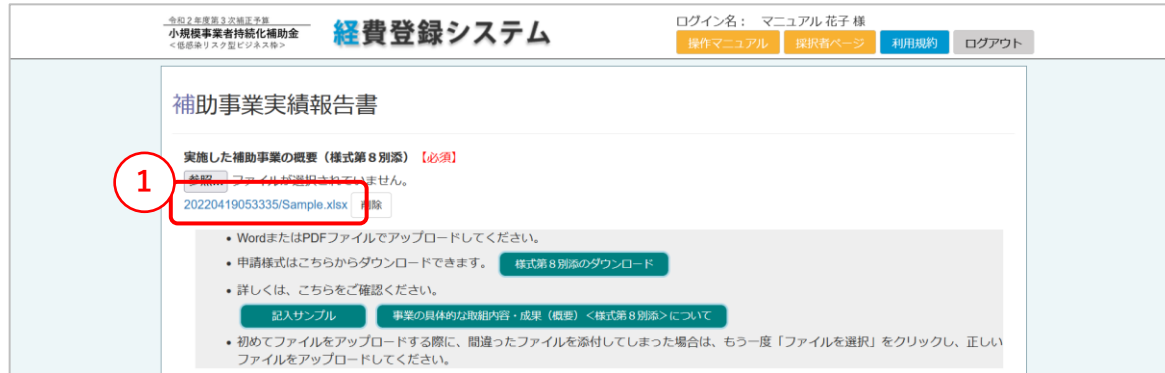 令和２年度第３次補正予算
小規模事業者持続化補助金
＜低感染リスク型ビジネス枠＞
経費登録システム
ログイン名： マニュアル 花子 様
操作マニュアル 採択者ページ 利用規約 ログアウト
補助事業実績報告書
実施した補助事業の概要（様式第８別添）【必須】
1
参照... ファイルが選択されていません。
20220419053335/Sample.xlsx 削除
• WordまたはPDFファイルでアップロードしてください。
• 申請様式はこちらからダウンロードできます。 様式第８別添のダウンロード
• 詳しくは、こちらをご確認ください。
記入サンプル 事業の具体的な取組内容・成果（概要）＜様式第８別添＞について
• 初めてファイルをアップロードする際に、間違ったファイルを添付してしまった場合は、もう一度「ファイルを選択」をクリックし、正しい
ファイルをアップロードしてください。